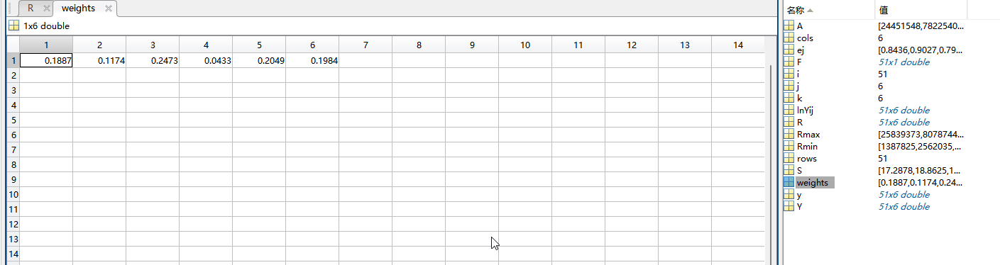 R weights
1x6 double
1 2 3 4 5 6 7 8 9 10 11 12 13 14
1 0.1887 0.1174 0.2473 0.0433 0.2049 0.1984
2
3
4
5
6
7
8
9
10
11
12
13
14
名称 值
A [24451548,7822540...
cols 6
ej [0.8436,0.9027,0.79...
F 51x1 double
i 51
j 6
k 6
lnYij 51x6 double
R 51x6 double
Rmax [25839373,8078744...
Rmin [1387825,2562035,...
rows 51
S [17.2878,18.8625,1...
weights [0.1887,0.1174,0.24...
y 51x6 double
Y 51x6 double